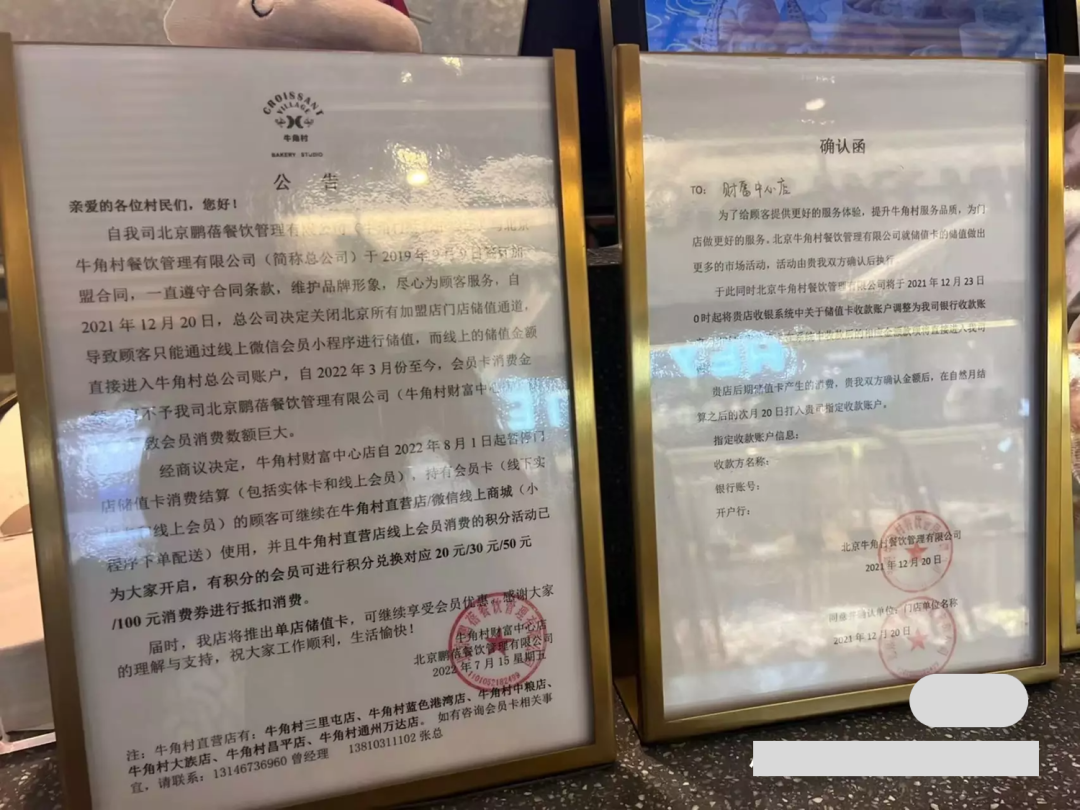 CROISSANT
VILLAGE
牛角村
BAKERY STUDIO
公 告
亲爱的各位村民们，您好！
自我司北京鹏蓓餐饮管理有限公司
牛角村餐饮管理有限公司（简称总公司）于 2019 年 9 月 9 日
盟合同，一直遵守合同条款，维护品牌形象，尽心为顾客服务，自
2021 年 12 月 20 日，总公司决定关闭北京所有加盟店门店储值通道，
导致顾客只能通过线上微信会员小程序进行储值，而线上的储值金额
直接进入牛角村总公司账户，自 2022 年 3 月份至今，会员卡消费金
不予我司北京鹏蓓餐饮管理有限公司（牛角村财富中心
致会员消费数额巨大。
经商议决定，牛角村财富中心店自 2022 年 8 月 1 日起暂停门
店储值卡消费结算（包括实体卡和线上会员），持有会员卡（线下实
线上会员）的顾客可继续在牛角村直营店/微信线上商城（小
程序下单配送）使用，并且牛角村直营店线上会员消费的积分活动已
为大家开启，有积分的会员可进行积分兑换对应 20 元/30 元/50 元
/100 元消费券进行抵扣消费。
届时，我店将推出单店储值卡，可继续享受会员优惠。感谢大家
的理解与支持，祝大家工作顺利，生活愉快！
牛角村财富中心店
北京鹏蓓餐饮管理有限公司
2022 年 7 月 15 星期五
注：牛角村直营店有：牛角村三里屯店、牛角村蓝色港湾店、牛角村中粮店、
牛角村大族店、牛角村昌平店、牛角村通州万达店。如有咨询会员卡相关事
宜，请联系：13146736960 曾经理 13810311102 张总
确认函
TO: 财富中心店
为了给顾客提供更好的服务体验，提升牛角村服务品质，为门
店做更好的服务，北京牛角村餐饮管理有限公司就储值卡的储值做出
更多的市场活动，活动由贵我双方确认后执行。
于此同时北京牛角村餐饮管理有限公司将于 2021 年 12 月 23 日
0 时起将贵店收银系统中关于储值卡收款账户调整为我司银行收款账
贵店后期凭值卡产生的消费，贵我双方确认金额后，在自然月结
算之后的次月 20 日打入贵司指定收款账户。
指定收款账户信息：
收款方名称：
银行账号：
开户行：
北京牛角村餐饮管理有限公司
2021 年 12 月 20 日
同意并确认单位：门店单位名称
2021 年 12 月 20 日